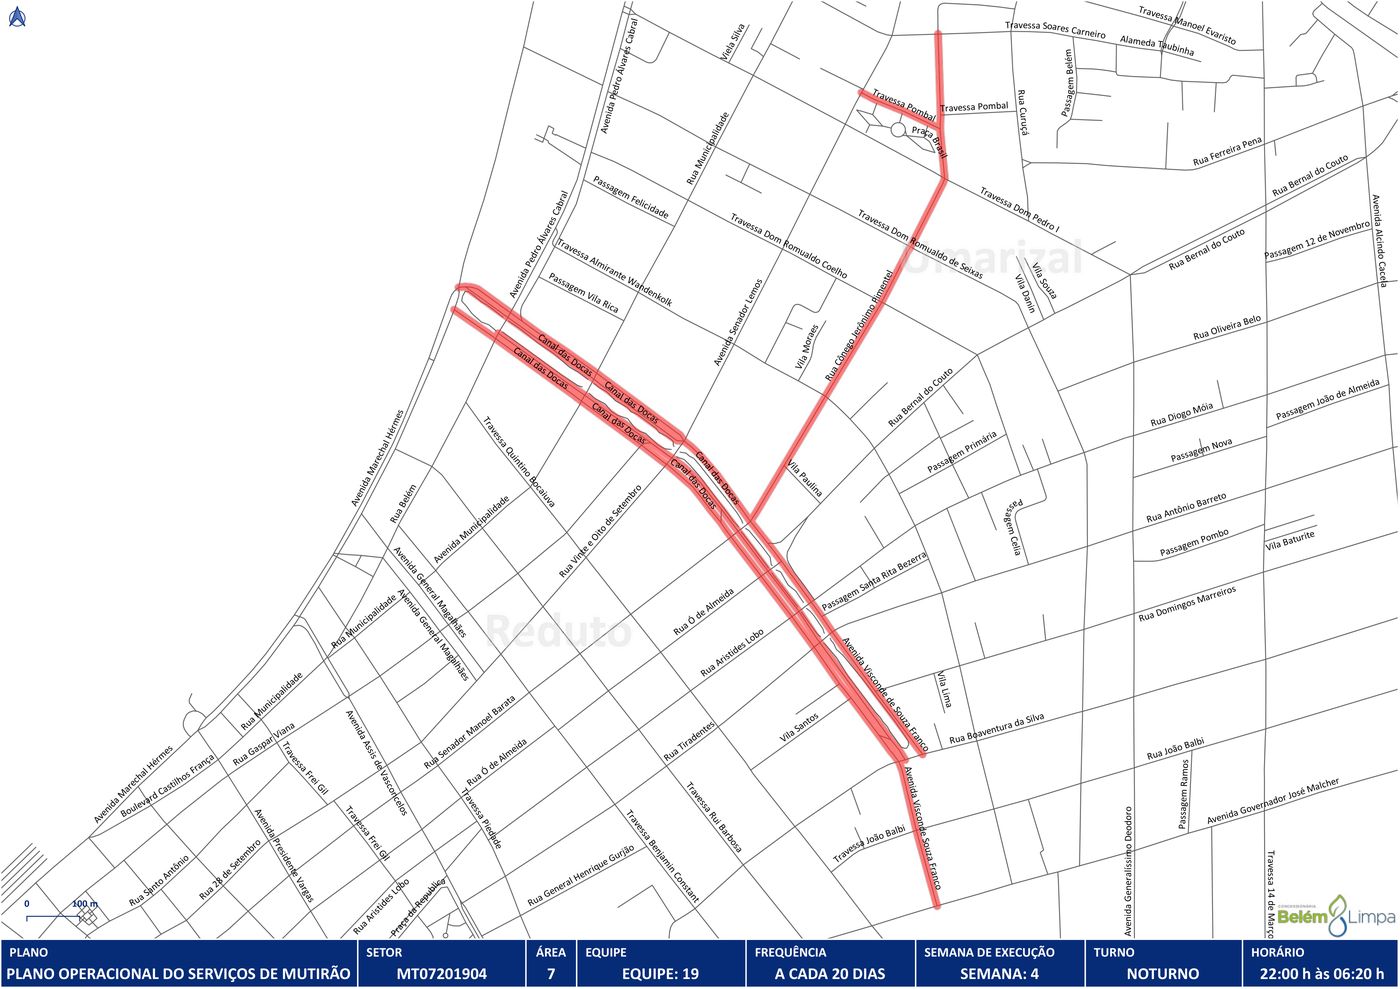 Travessa Manoel Evaristo
Travessa Soares Carneiro
Alameda Taubinha
Viela Silva
Avenida Pedro Álvares Cabral
Passagem Belém
Travessa Pombal
Travessa Pombal
Rua Curuçá
Praça Brasil
Rua Municipalidade
Rua Ferreira Pena
Rua Bernal do Couto
Passagem Felicidade
Travessa Dom Pedro I
Avenida Alcindo Cacela
Avenida Pedro Álvares Cabral
Travessa Dom Romualdo Coelho
Travessa Dom Romualdo de Seixas
Umarizal
Rua Bernal do Couto
Passagem 12 de Novembro
Travessa Almirante Wandenkolk
Passagem Vila Rica
Vila Souza
Vila Danin
Avenida Senador Lemos
Vila Moraes
Rua Cônego Jerônimo Pimentel
Rua Oliveira Belo
Canal das Docas
Canal das Docas
Canal das Docas
Canal das Docas
Rua Bernal do Couto
Rua Diogo Móia
Passagem João de Almeida
Passagem Nova
Passagem Primária
Avenida Marechal Hérmes
Travessa Quintino Bocaiuva
Rua Belém
Canal das Docas
Canal das Docas
Vila Paulina
Passagem Celia
Rua Antônio Barreto
Passagem Pombo
Vila Baturite
Avenida Municipalidade
Rua Vinte e Oito de Setembro
Avenida General Magalhães
Avenida General Magalhães
Passagem Santa Rita Bezerra
Rua Domingos Marreiros
Rua Municipalidade
Reduto
Rua Ó de Almeida
Rua Aristides Lobo
Avenida Visconde de Souza Franco
Vila Lima
Rua Municipalidade
Rua Gaspar Viana
Avenida Assis de Vasconcelos
Rua Senador Manoel Barata
Rua Ó de Almeida
Rua Tiradentes
Vila Santos
Rua Boaventura da Silva
Rua João Balbi
Avenida Marechal Hérmes
Boulevard Castilhos França
Travessa Frei Gil
Travessa Frei Gil
Travessa Piedade
Travessa Rui Barbosa
Travessa Benjamin Constant
Travessa João Balbi
Avenida Visconde Souza Franco
Passagem Ramos
Avenida Governador José Malcher
Avenida Generalíssimo Deodoro
Travessa 14 de Março
Avenida Presidente Vargas
Rua Santo Antônio
Rua 28 de Setembro
Rua Aristides Lobo
Praça da Republica
Rua General Henrique Gurjão
0 100 m
CONCESSIONÁRIA
Belém Limpa
PLANO
PLANO OPERACIONAL DO SERVIÇOS DE MUTIRÃO
SETOR
MT07201904
ÁREA
7
EQUIPE
EQUIPE: 19
FREQUÊNCIA
A CADA 20 DIAS
SEMANA DE EXECUÇÃO
SEMANA: 4
TURNO
NOTURNO
HORÁRIO
22:00 h às 06:20 h